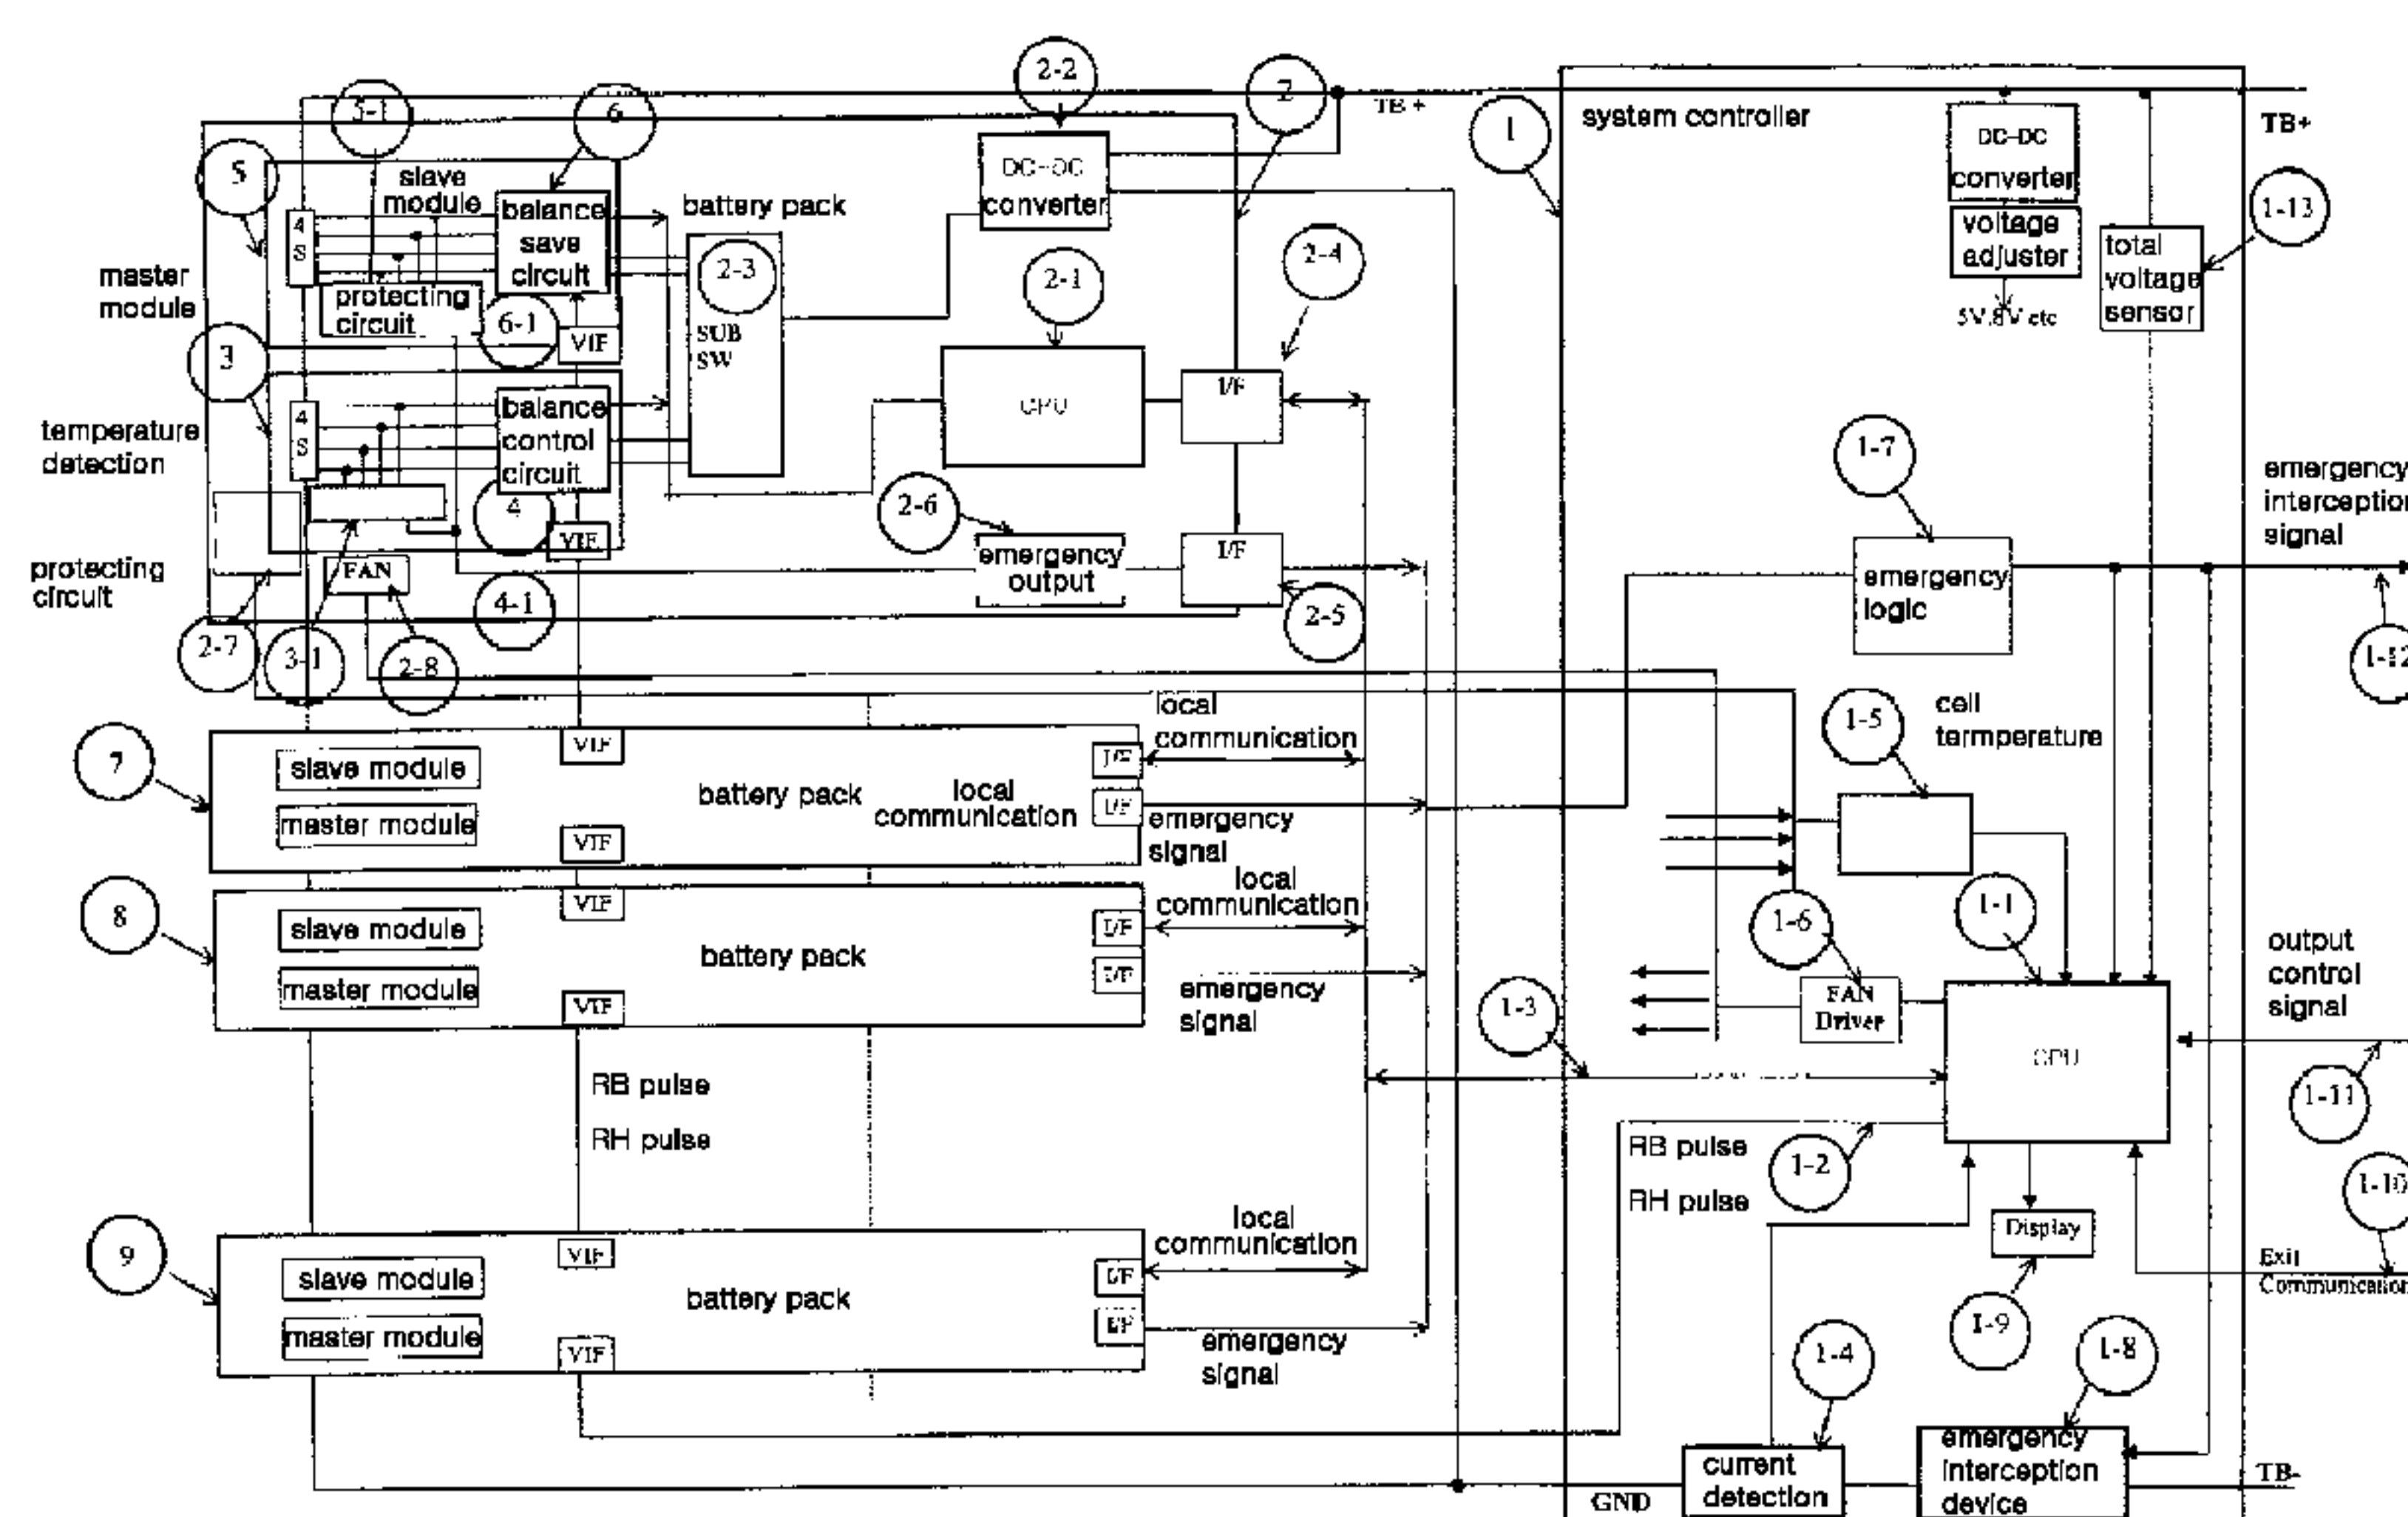 2-2
5-1
6
2
TB +
1
system controller
TB+
DC-DC
converter
DC-DC
converter
5
slave
module
balance
save
circuit
battery pack
voltage
adjuster
1-13
4
S
2-3
2-1
2-4
total
voltage
sensor
master
module
protecting
circuit
6-1
VIF
SUB
SW
5V.8V etc
3
I/F
CPU
4
S
balance
control
circuit
temperature
detection
1-7
emergency
interception
signal
4
2-6
VIF
I/F
emergency
output
emergency
logic
protecting
circuit
FAN
4-1
2-5
2-7
3-1
2-8
1-12
local
communication
cell
termperature
1-5
7
VIF
slave module
I/F
battery pack
local
communication
master module
I/F
VIF
emergency
signal
local
communication
8
VIF
slave module
I/F
battery pack
1-6
1-1
output
control
signal
master module
I/F
VIF
emergency
signal
1-3
FAN
Driver
CPU
RB pulse
RH pulse
1-11
RB pulse
RH pulse
1-2
1-10
local
communication
Display
9
VIF
Exit
Communication
slave module
I/F
battery pack
master module
I/F
VIF
emergency
signal
1-9
1-4
1-8
current
detection
emergency
interception
device
TB-
GND